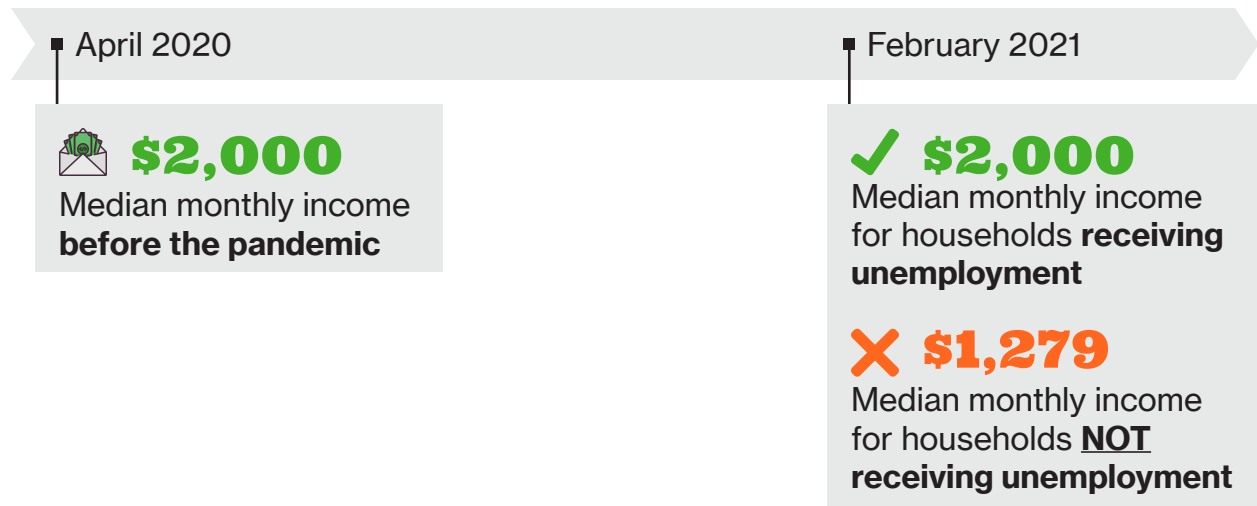 April 2020
February 2021
$2,000
Median monthly income
before the pandemic
$2,000
Median monthly income
for households receiving
unemployment
$1,279
Median monthly income
for households NOT
receiving unemployment